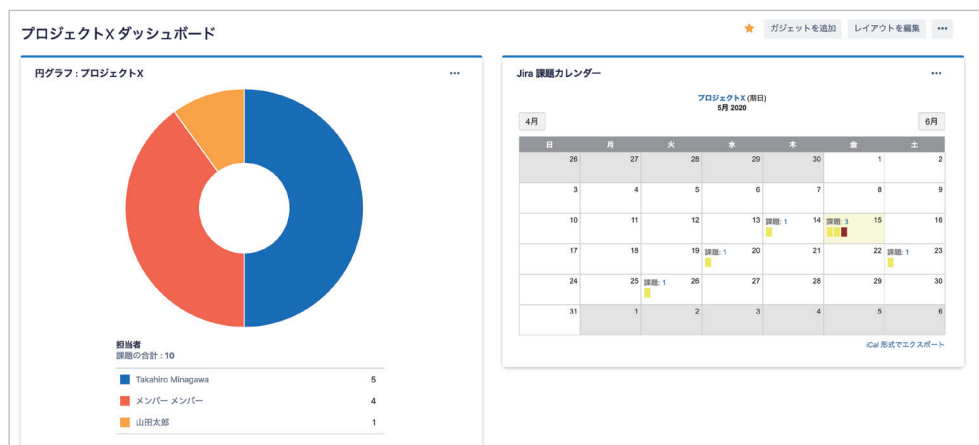 プロジェクトX ダッシュボード
ガジェットを追加 レイアウトを編集 •••
円グラフ : プロジェクトX •••
担当者
課題の合計 : 10
Takahiro Minagawa 5
メンバー メンバー 4
山田太郎 1
Jira 課題カレンダー •••
プロジェクトX (期日)
5月 2020
4月 6月
日 月 火 水 木 金 土
26 27 28 29 30 1 2
3 4 5 6 7 8 9
10 11 12 13 課題: 1 14 課題: 3 15 16
17 18 19 課題: 1 20 21 22 課題: 1 23
24 25 課題: 1 26 27 28 29 30
31 1 2 3 4 5 6
iCal 形式でエクスポート